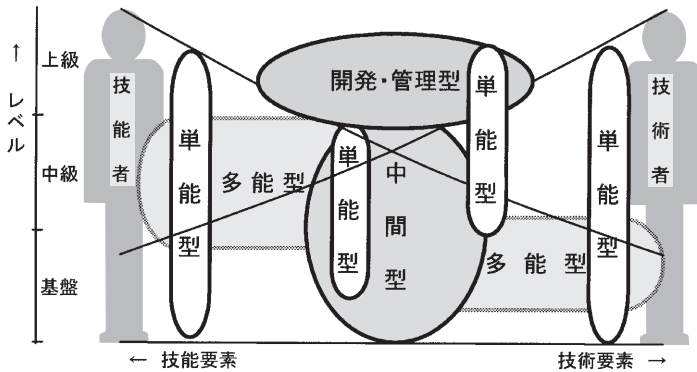 ↑ レベル
上級
中級
基盤
技能者
単能型
多能型
開発・管理型
単能型
中間型
単能型
多能型
単能型
技術者
← 技能要素
技術要素 →